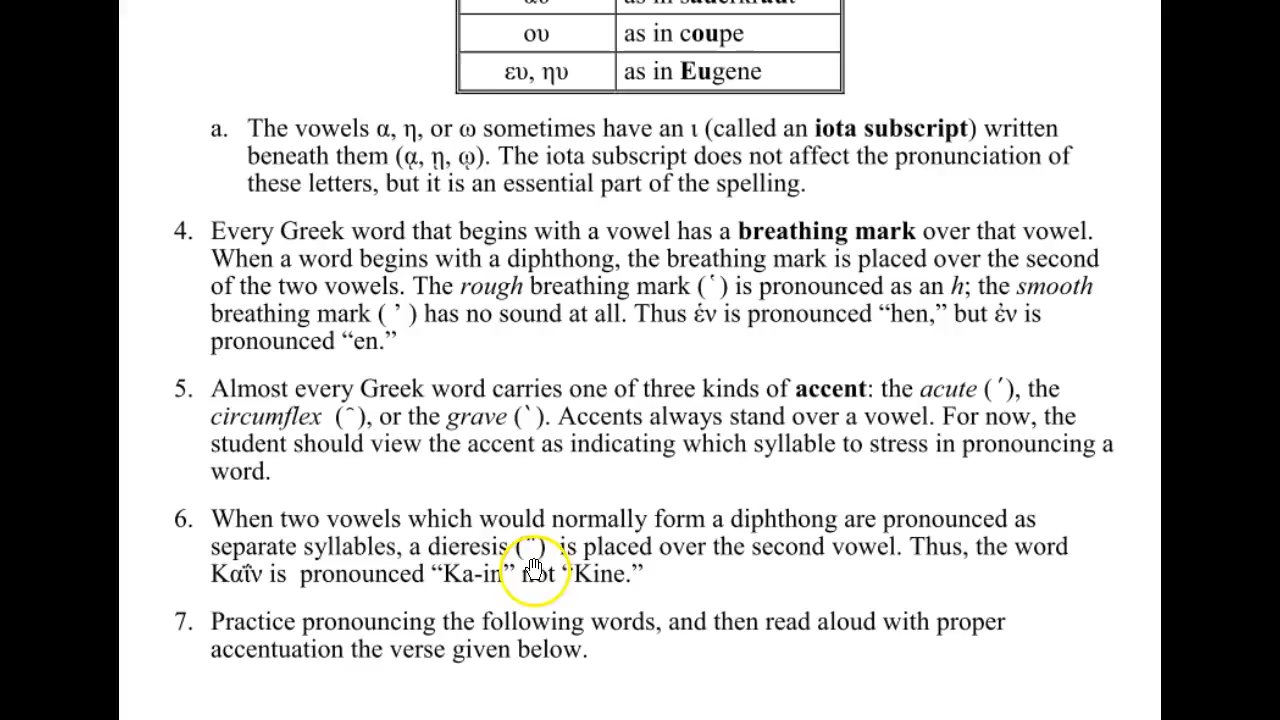 as in sauerkraut
ου as in coupe
ευ, ηυ as in Eugene
a. The vowels α, η, or ω sometimes have an ι (called an iota subscript) written
beneath them (ᾳ, ῃ, ῳ). The iota subscript does not affect the pronunciation of
these letters, but it is an essential part of the spelling.
4. Every Greek word that begins with a vowel has a breathing mark over that vowel.
When a word begins with a diphthong, the breathing mark is placed over the second
of the two vowels. The rough breathing mark ( ῾ ) is pronounced as an h; the smooth
breathing mark ( ᾿ ) has no sound at all. Thus ἑν is pronounced “hen,” but ἐν is
pronounced “en.”
5. Almost every Greek word carries one of three kinds of accent: the acute (´), the
circumflex (ˆ), or the grave (`). Accents always stand over a vowel. For now, the
student should view the accent as indicating which syllable to stress in pronouncing a
word.
6. When two vowels which would normally form a diphthong are pronounced as
separate syllables, a dieresis (¨) is placed over the second vowel. Thus, the word
Καΐν is pronounced “Ka-in” not “Kine.”
7. Practice pronouncing the following words, and then read aloud with proper
accentuation the verse given below.